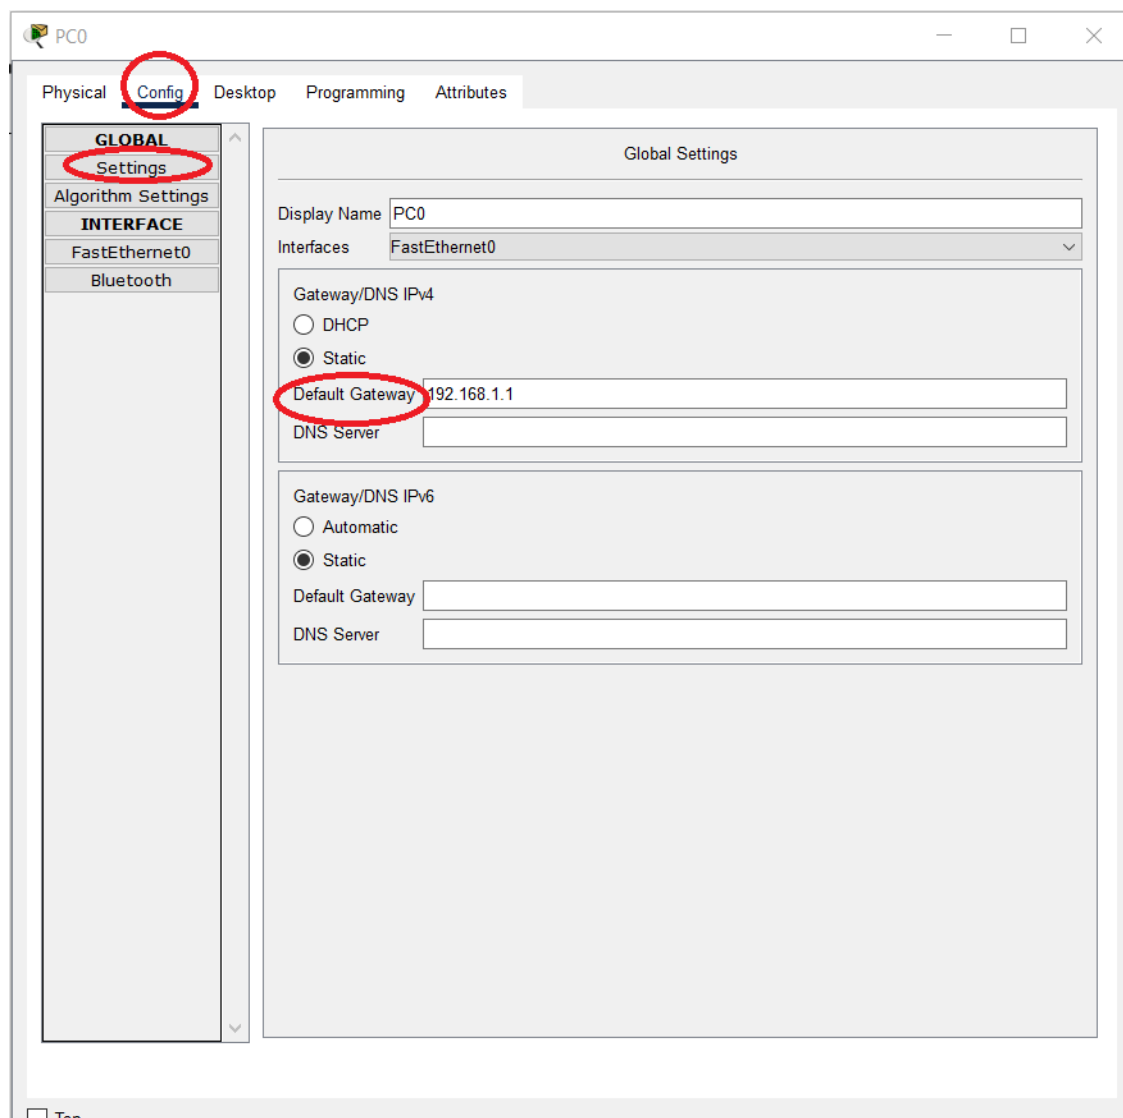 PC0
Physical Config Desktop Programming Attributes
GLOBAL
Settings
Algorithm Settings
INTERFACE
FastEthernet0
Bluetooth
Global Settings
Display Name PC0
Interfaces FastEthernet0
Gateway/DNS IPv4
DHCP
Static
Default Gateway 192.168.1.1
DNS Server
Gateway/DNS IPv6
Automatic
Static
Default Gateway
DNS Server
Top